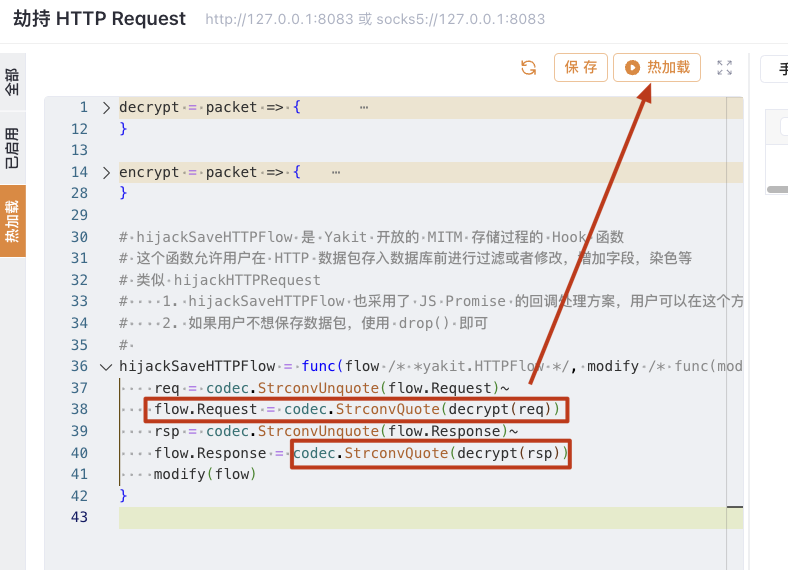 劫持 HTTP Request http://127.0.0.1:8083 或 socks5://127.0.0.1:8083
全部
已启用
热加载
保存 热加载
1 decrypt = packet => { …
12 }
13
14 encrypt = packet => { …
28 }
29
30 # hijackSaveHTTPFlow 是 Yakit 开放的 MITM 存储过程的 Hook 函数
31 # 这个函数允许用户在 HTTP 数据包存入数据库前进行过滤或者修改，增加字段，染色等
32 # 类似 hijackHTTPRequest
33 # 1. hijackSaveHTTPFlow 也采用了 JS Promise 的回调处理方案，用户可以在这个方
34 # 2. 如果用户不想保存数据包，使用 drop() 即可
35 #
36 hijackSaveHTTPFlow = func(flow /* *yakit.HTTPFlow */, modify /* func(mod
37 req = codec.StrconvUnquote(flow.Request)~
38 flow.Request = codec.StrconvQuote(decrypt(req))
39 rsp = codec.StrconvUnquote(flow.Response)~
40 flow.Response = codec.StrconvQuote(decrypt(rsp))
41 modify(flow)
42 }
43